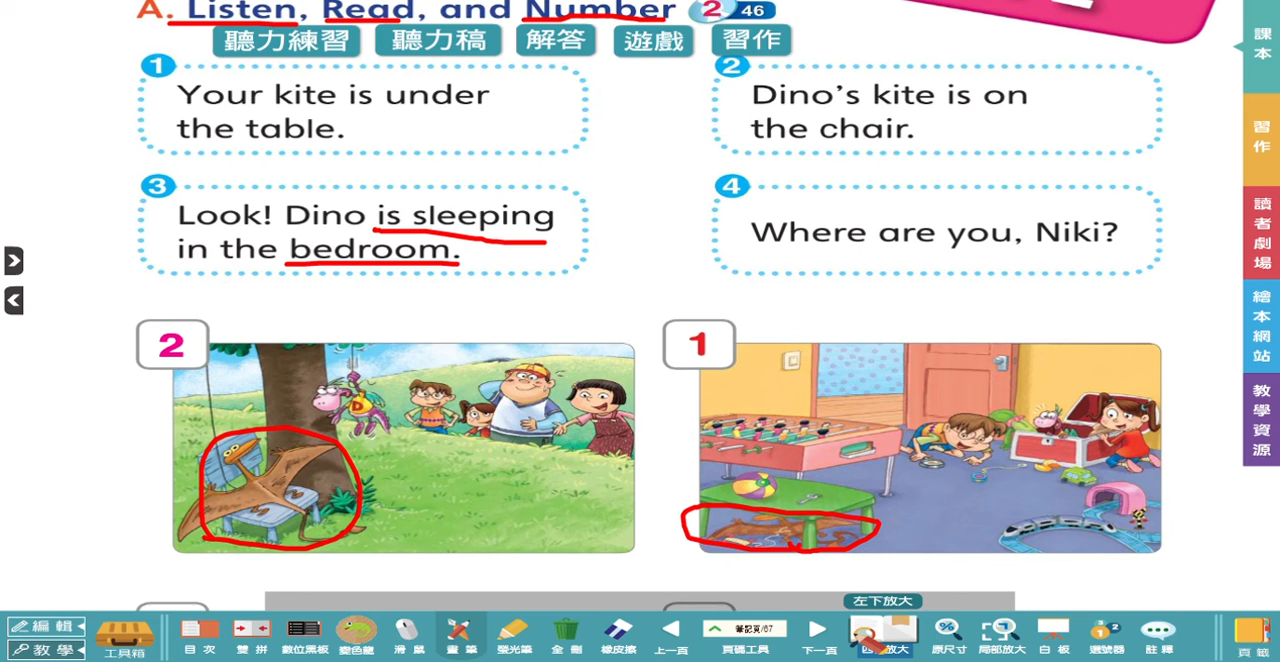 A. Listen, Read, and Number 2 46
聽力練習 聽力稿 解答 遊戲 習作
1
Your kite is under
the table.
2
Dino's kite is on
the chair.
3
Look! Dino is sleeping
in the bedroom.
4
Where are you, Niki?
2
1
D
課本
習作
讀者劇場
繪本網站
教學資源
左下放大
編輯
教學
工具箱
目次
雙拼
數位黑板
變色龍
滑鼠
畫筆
螢光筆
全刪
橡皮擦
上一頁
筆記頁/67
頁碼工具
下一頁
放大
原尺寸
局部放大
白板
選號器
註釋
頁籤